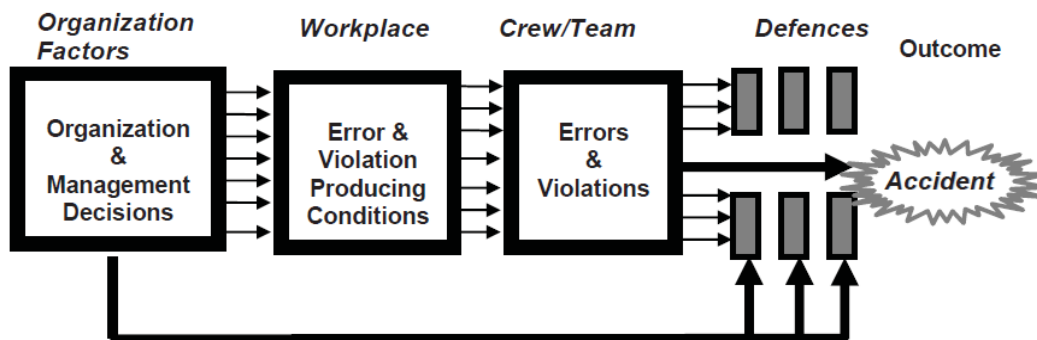 Organization
Factors
Workplace
Crew/Team
Defences
Outcome
Organization
&
Management
Decisions
Error &
Violation
Producing
Conditions
Errors
&
Violations
Accident